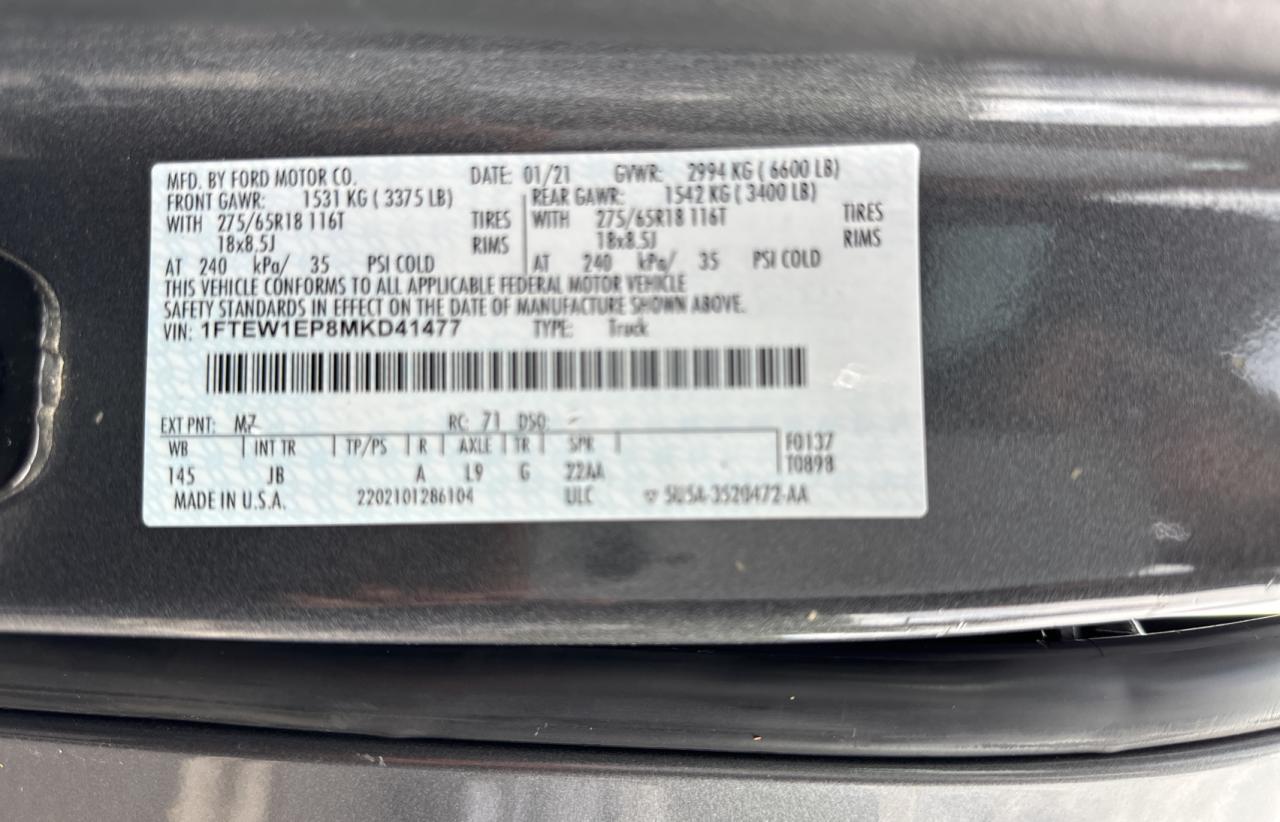 MFD. BY FORD MOTOR CO. DATE: 01/21 GVWR: 2994 KG ( 6600 LB)
FRONT GAWR: 1531 KG ( 3375 LB) REAR GAWR: 1542 KG ( 3400 LB)
WITH 275/65R18 116T TIRES WITH 275/65R18 116T TIRES
18x8.5J RIMS 18x8.5J RIMS
AT 240 kPa/ 35 PSI COLD AT 240 kPa/ 35 PSI COLD
THIS VEHICLE CONFORMS TO ALL APPLICABLE FEDERAL MOTOR VEHICLE
SAFETY STANDARDS IN EFFECT ON THE DATE OF MANUFACTURE SHOWN ABOVE.
VIN: 1FTEW1EP8MKD41477 TYPE: Truck
EXT PNT: M7 RC: 71 DSO:
WB INT TR TP/PS R AXLE TR SPR F0137
145 JB A L9 G 22AA T0898
MADE IN U.S.A. 2202101286104 ULC 5U5A-3520472-AA